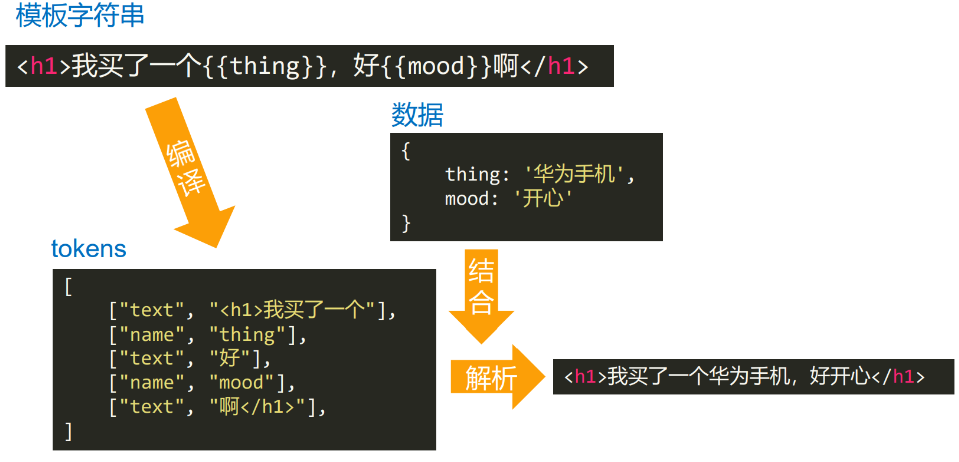 模板字符串
<h1>我买了一个{{thing}}，好{{mood}}啊</h1>
编译
数据
{
    thing: '华为手机',
    mood: '开心'
}
tokens
[
    ["text", "<h1>我买了一个"],
    ["name", "thing"],
    ["text", "好"],
    ["name", "mood"],
    ["text", "啊</h1>"],
]
结合
解析
<h1>我买了一个华为手机，好开心</h1>